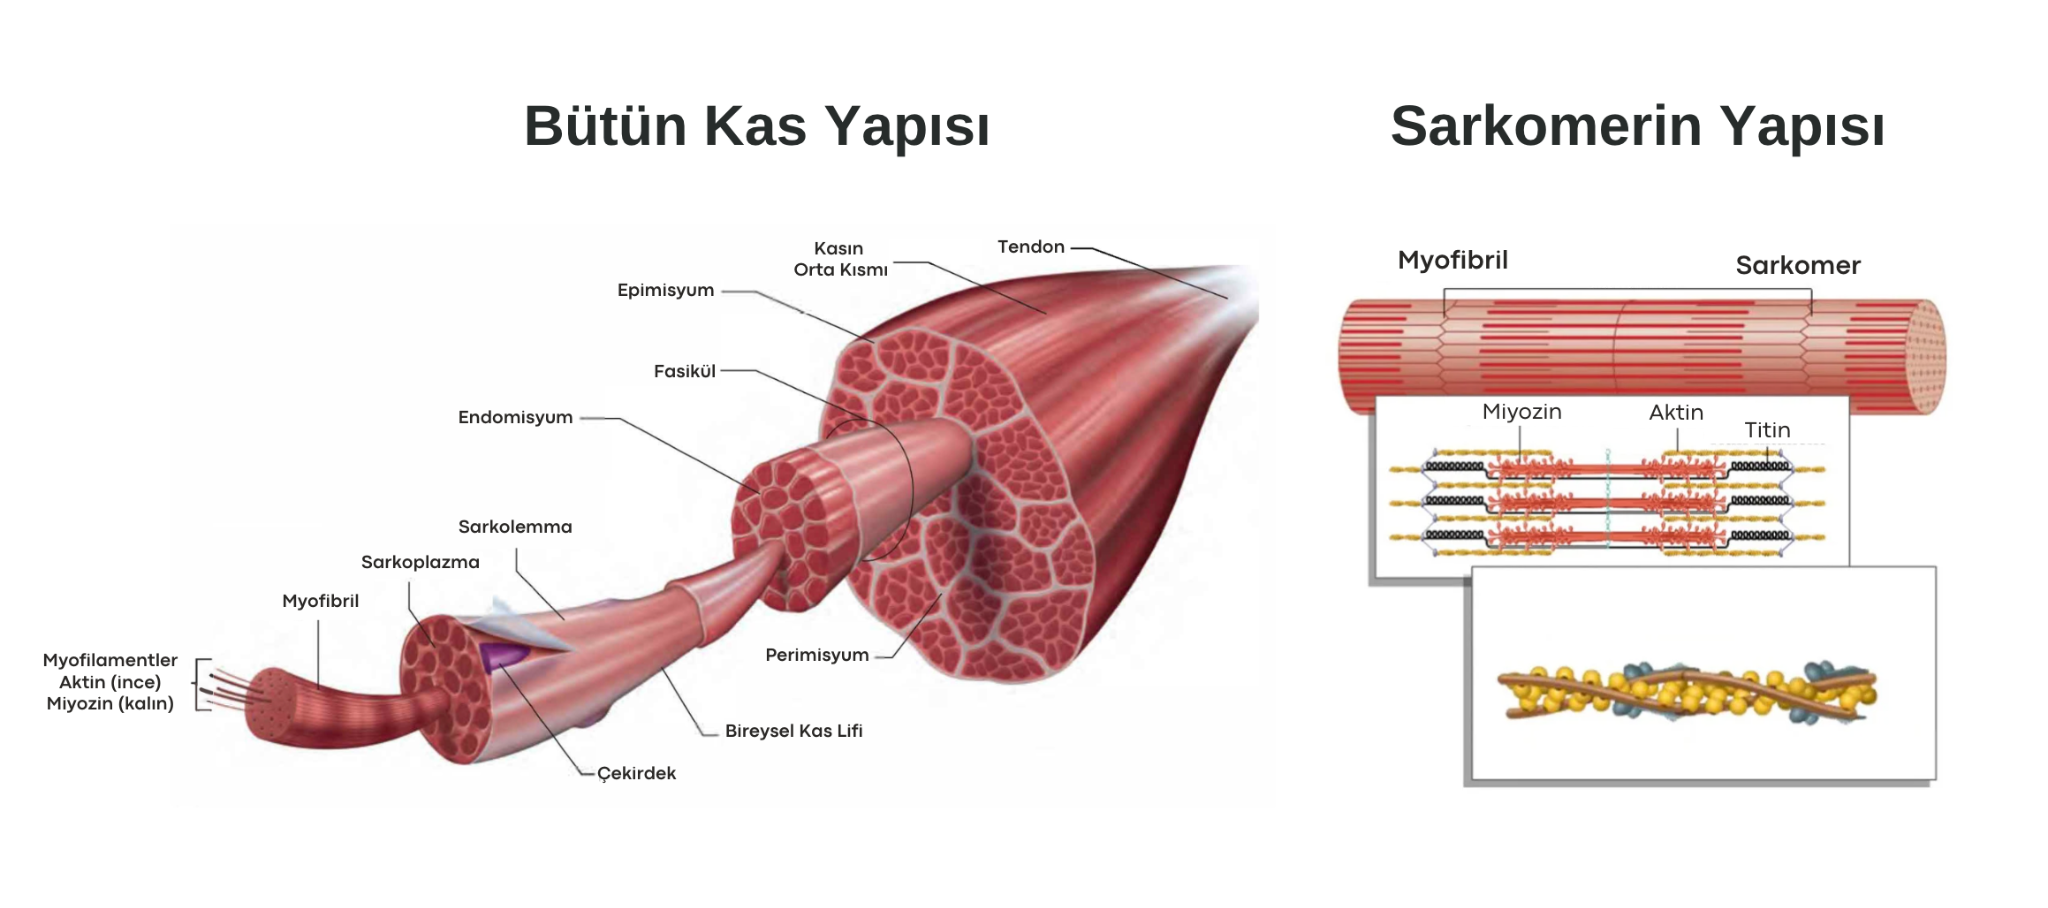 Bütün Kas Yapısı
Sarkomerin Yapısı
Kasın
Orta Kısmı
Tendon
Epimisyum
Fasikül
Endomisyum
Sarkolemma
Sarkoplazma
Myofibril
Myofilamentler
Aktin (ince)
Miyozin (kalın)
Perimisyum
Bireysel Kas Lifi
Çekirdek
Myofibril
Sarkomer
Miyozin
Aktin
Titin